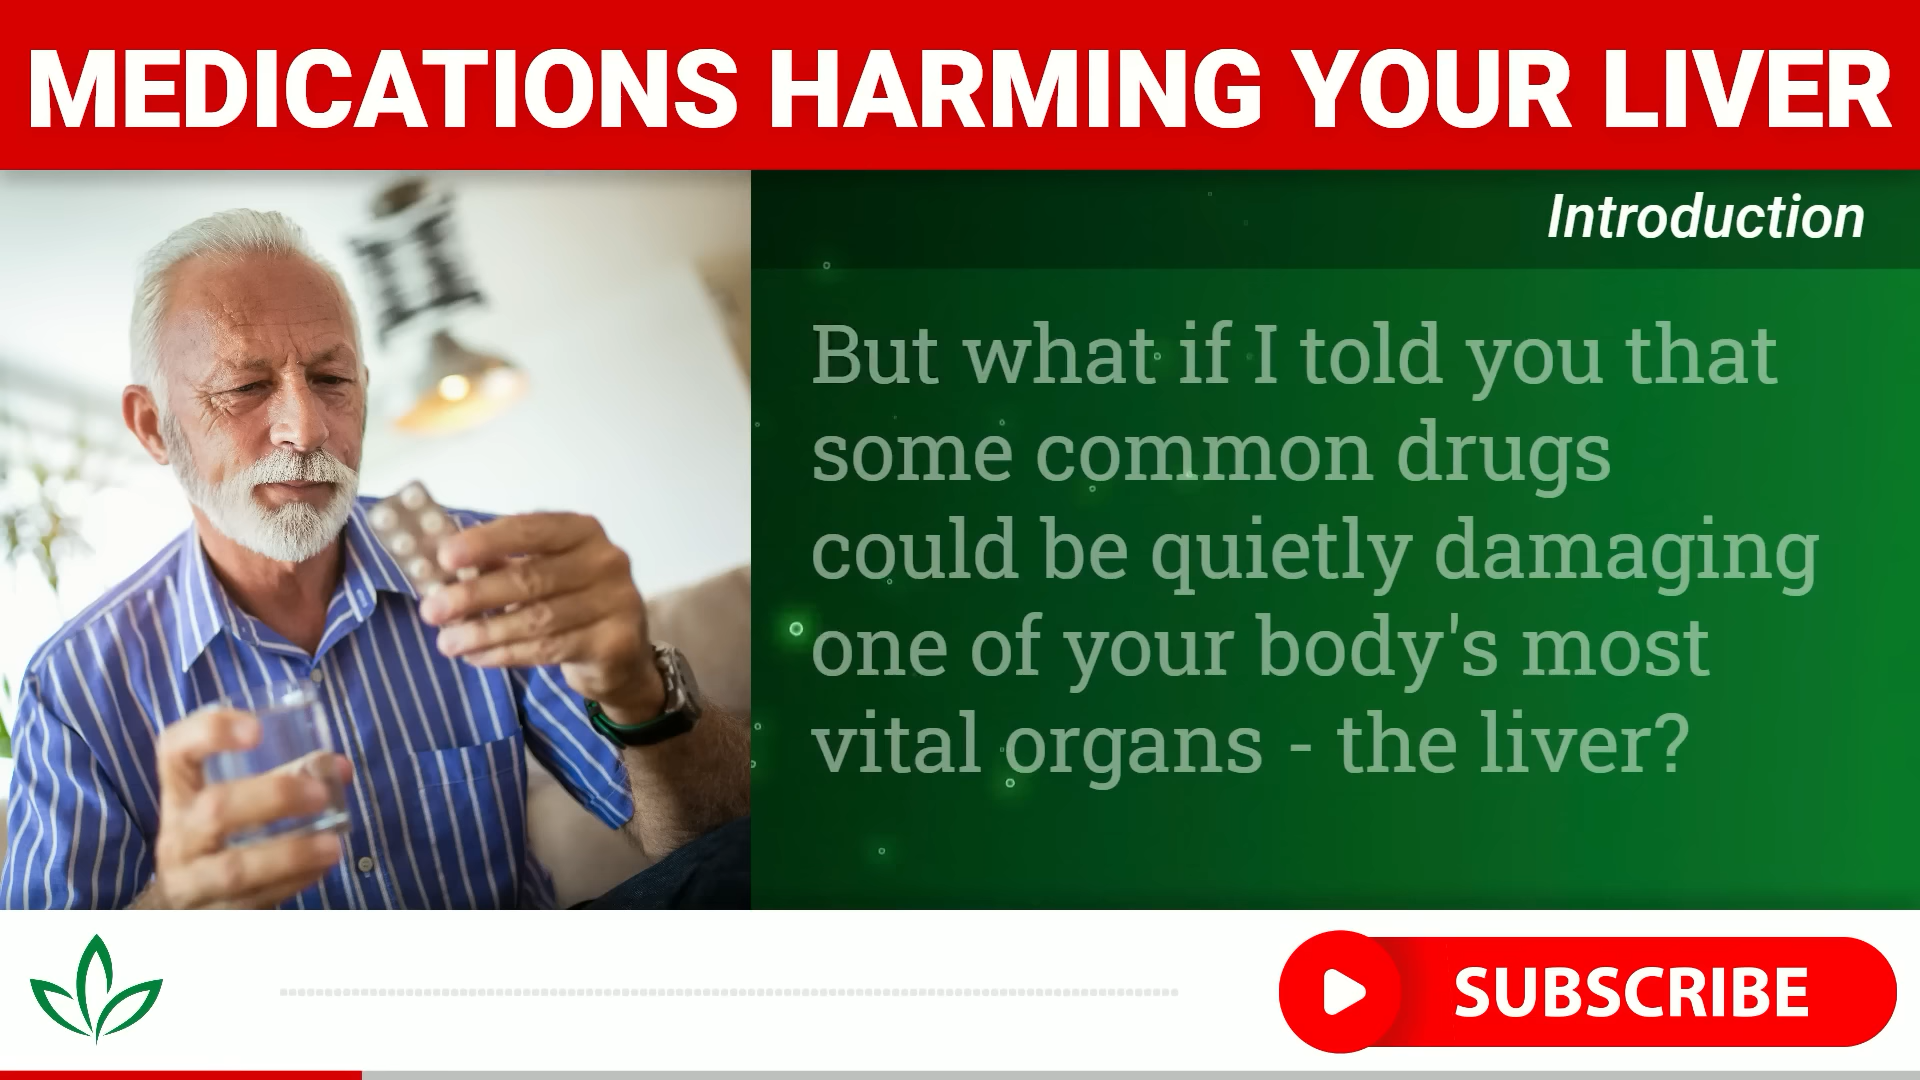 MEDICATIONS HARMING YOUR LIVER
Introduction
But what if I told you that
some common drugs
could be quietly damaging
one of your body's most
vital organs - the liver?
SUBSCRIBE